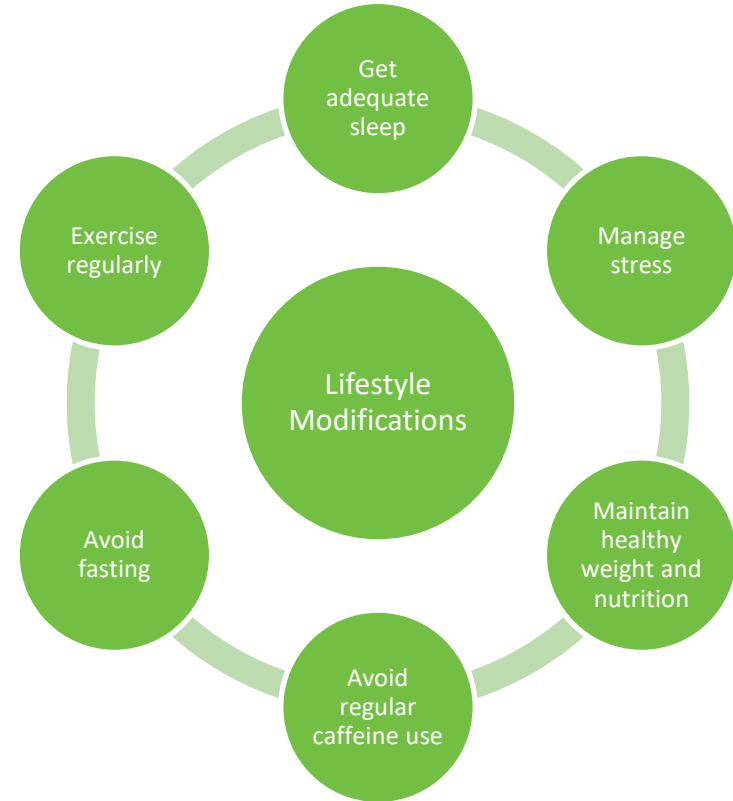 Get
adequate
sleep
Manage
stress
Maintain
healthy
weight and
nutrition
Avoid
regular
caffeine use
Avoid
fasting
Exercise
regularly
Lifestyle
Modifications